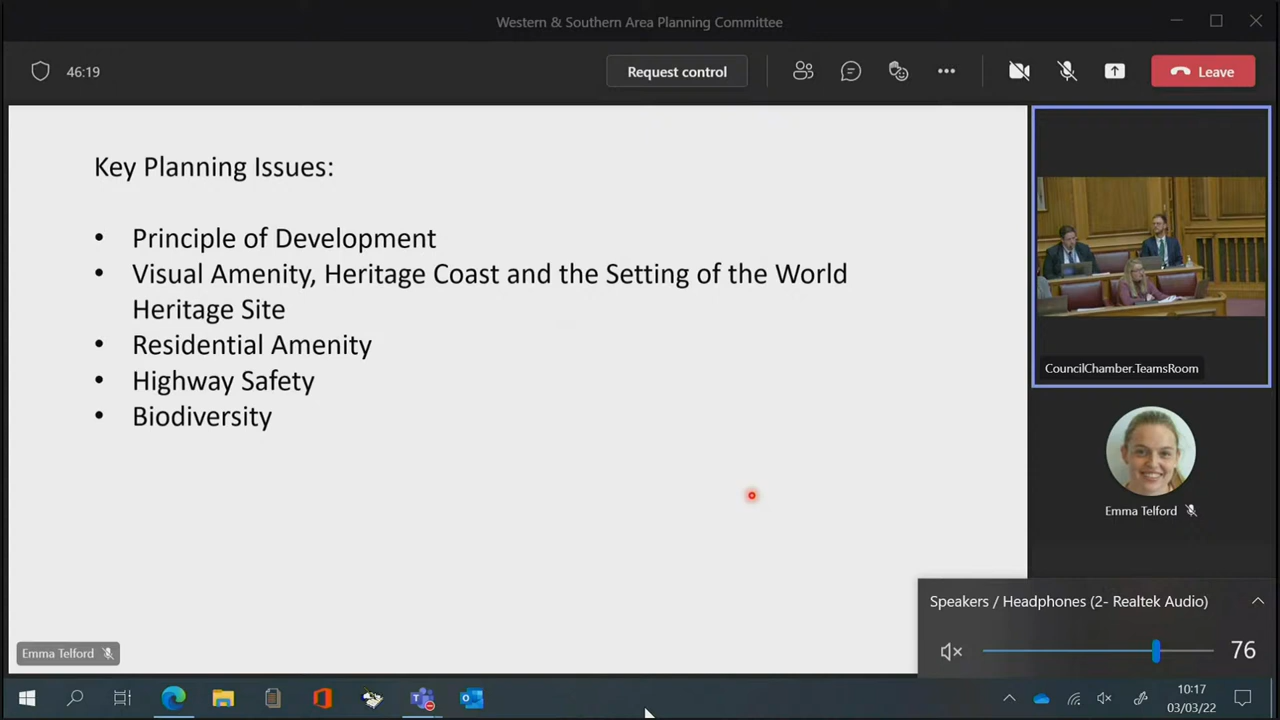 Western & Southern Area Planning Committee
46:19
Request control
Leave
Key Planning Issues:
• Principle of Development
• Visual Amenity, Heritage Coast and the Setting of the World
Heritage Site
• Residential Amenity
• Highway Safety
• Biodiversity
CouncilChamber.TeamsRoom
Emma Telford
Speakers / Headphones (2- Realtek Audio)
76
Emma Telford
10:17
03/03/22